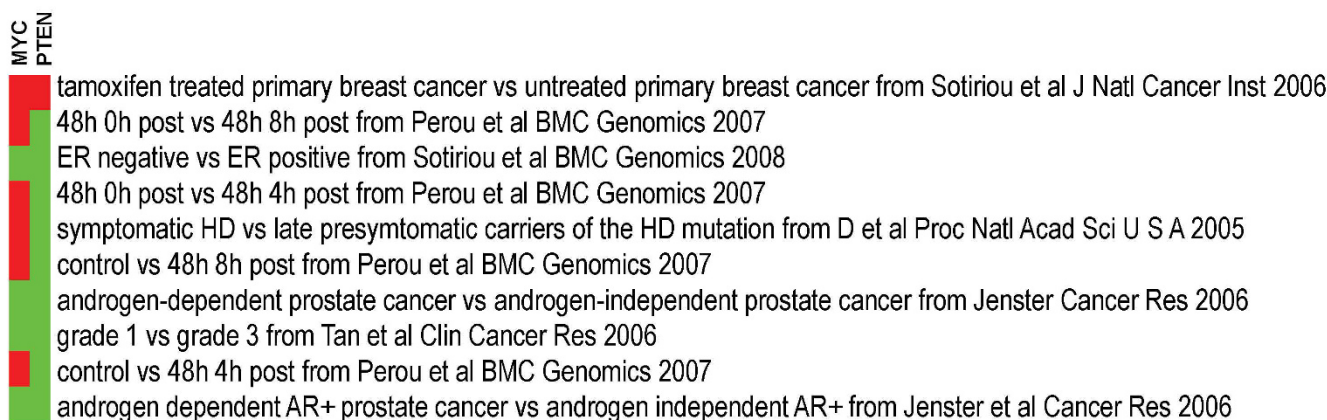 MYC
PTEN
tamoxifen treated primary breast cancer vs untreated primary breast cancer from Sotiriou et al J Natl Cancer Inst 2006
48h 0h post vs 48h 8h post from Perou et al BMC Genomics 2007
ER negative vs ER positive from Sotiriou et al BMC Genomics 2008
48h 0h post vs 48h 4h post from Perou et al BMC Genomics 2007
symptomatic HD vs late presymtomatic carriers of the HD mutation from D et al Proc Natl Acad Sci U S A 2005
control vs 48h 8h post from Perou et al BMC Genomics 2007
androgen-dependent prostate cancer vs androgen-independent prostate cancer from Jenster Cancer Res 2006
grade 1 vs grade 3 from Tan et al Clin Cancer Res 2006
control vs 48h 4h post from Perou et al BMC Genomics 2007
androgen dependent AR+ prostate cancer vs androgen independent AR+ from Jenster et al Cancer Res 2006